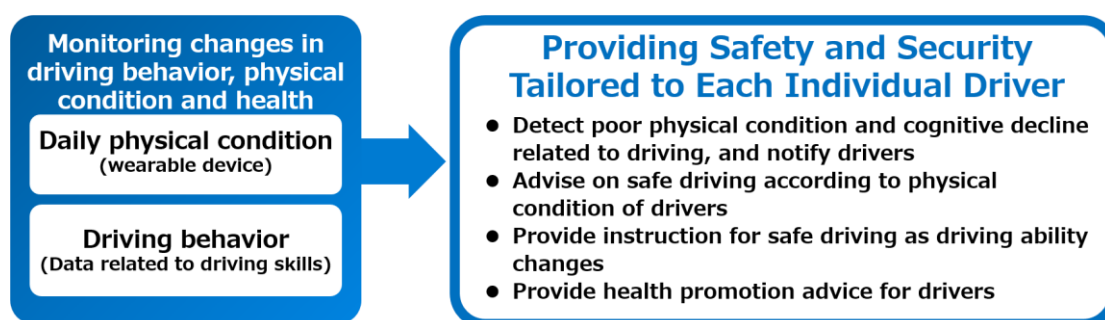 Monitoring changes in
driving behavior, physical
condition and health
Daily physical condition
(wearable device)
Driving behavior
(Data related to driving skills)
Providing Safety and Security
Tailored to Each Individual Driver
● Detect poor physical condition and cognitive decline
related to driving, and notify drivers
● Advise on safe driving according to physical
condition of drivers
● Provide instruction for safe driving as driving ability
changes
● Provide health promotion advice for drivers